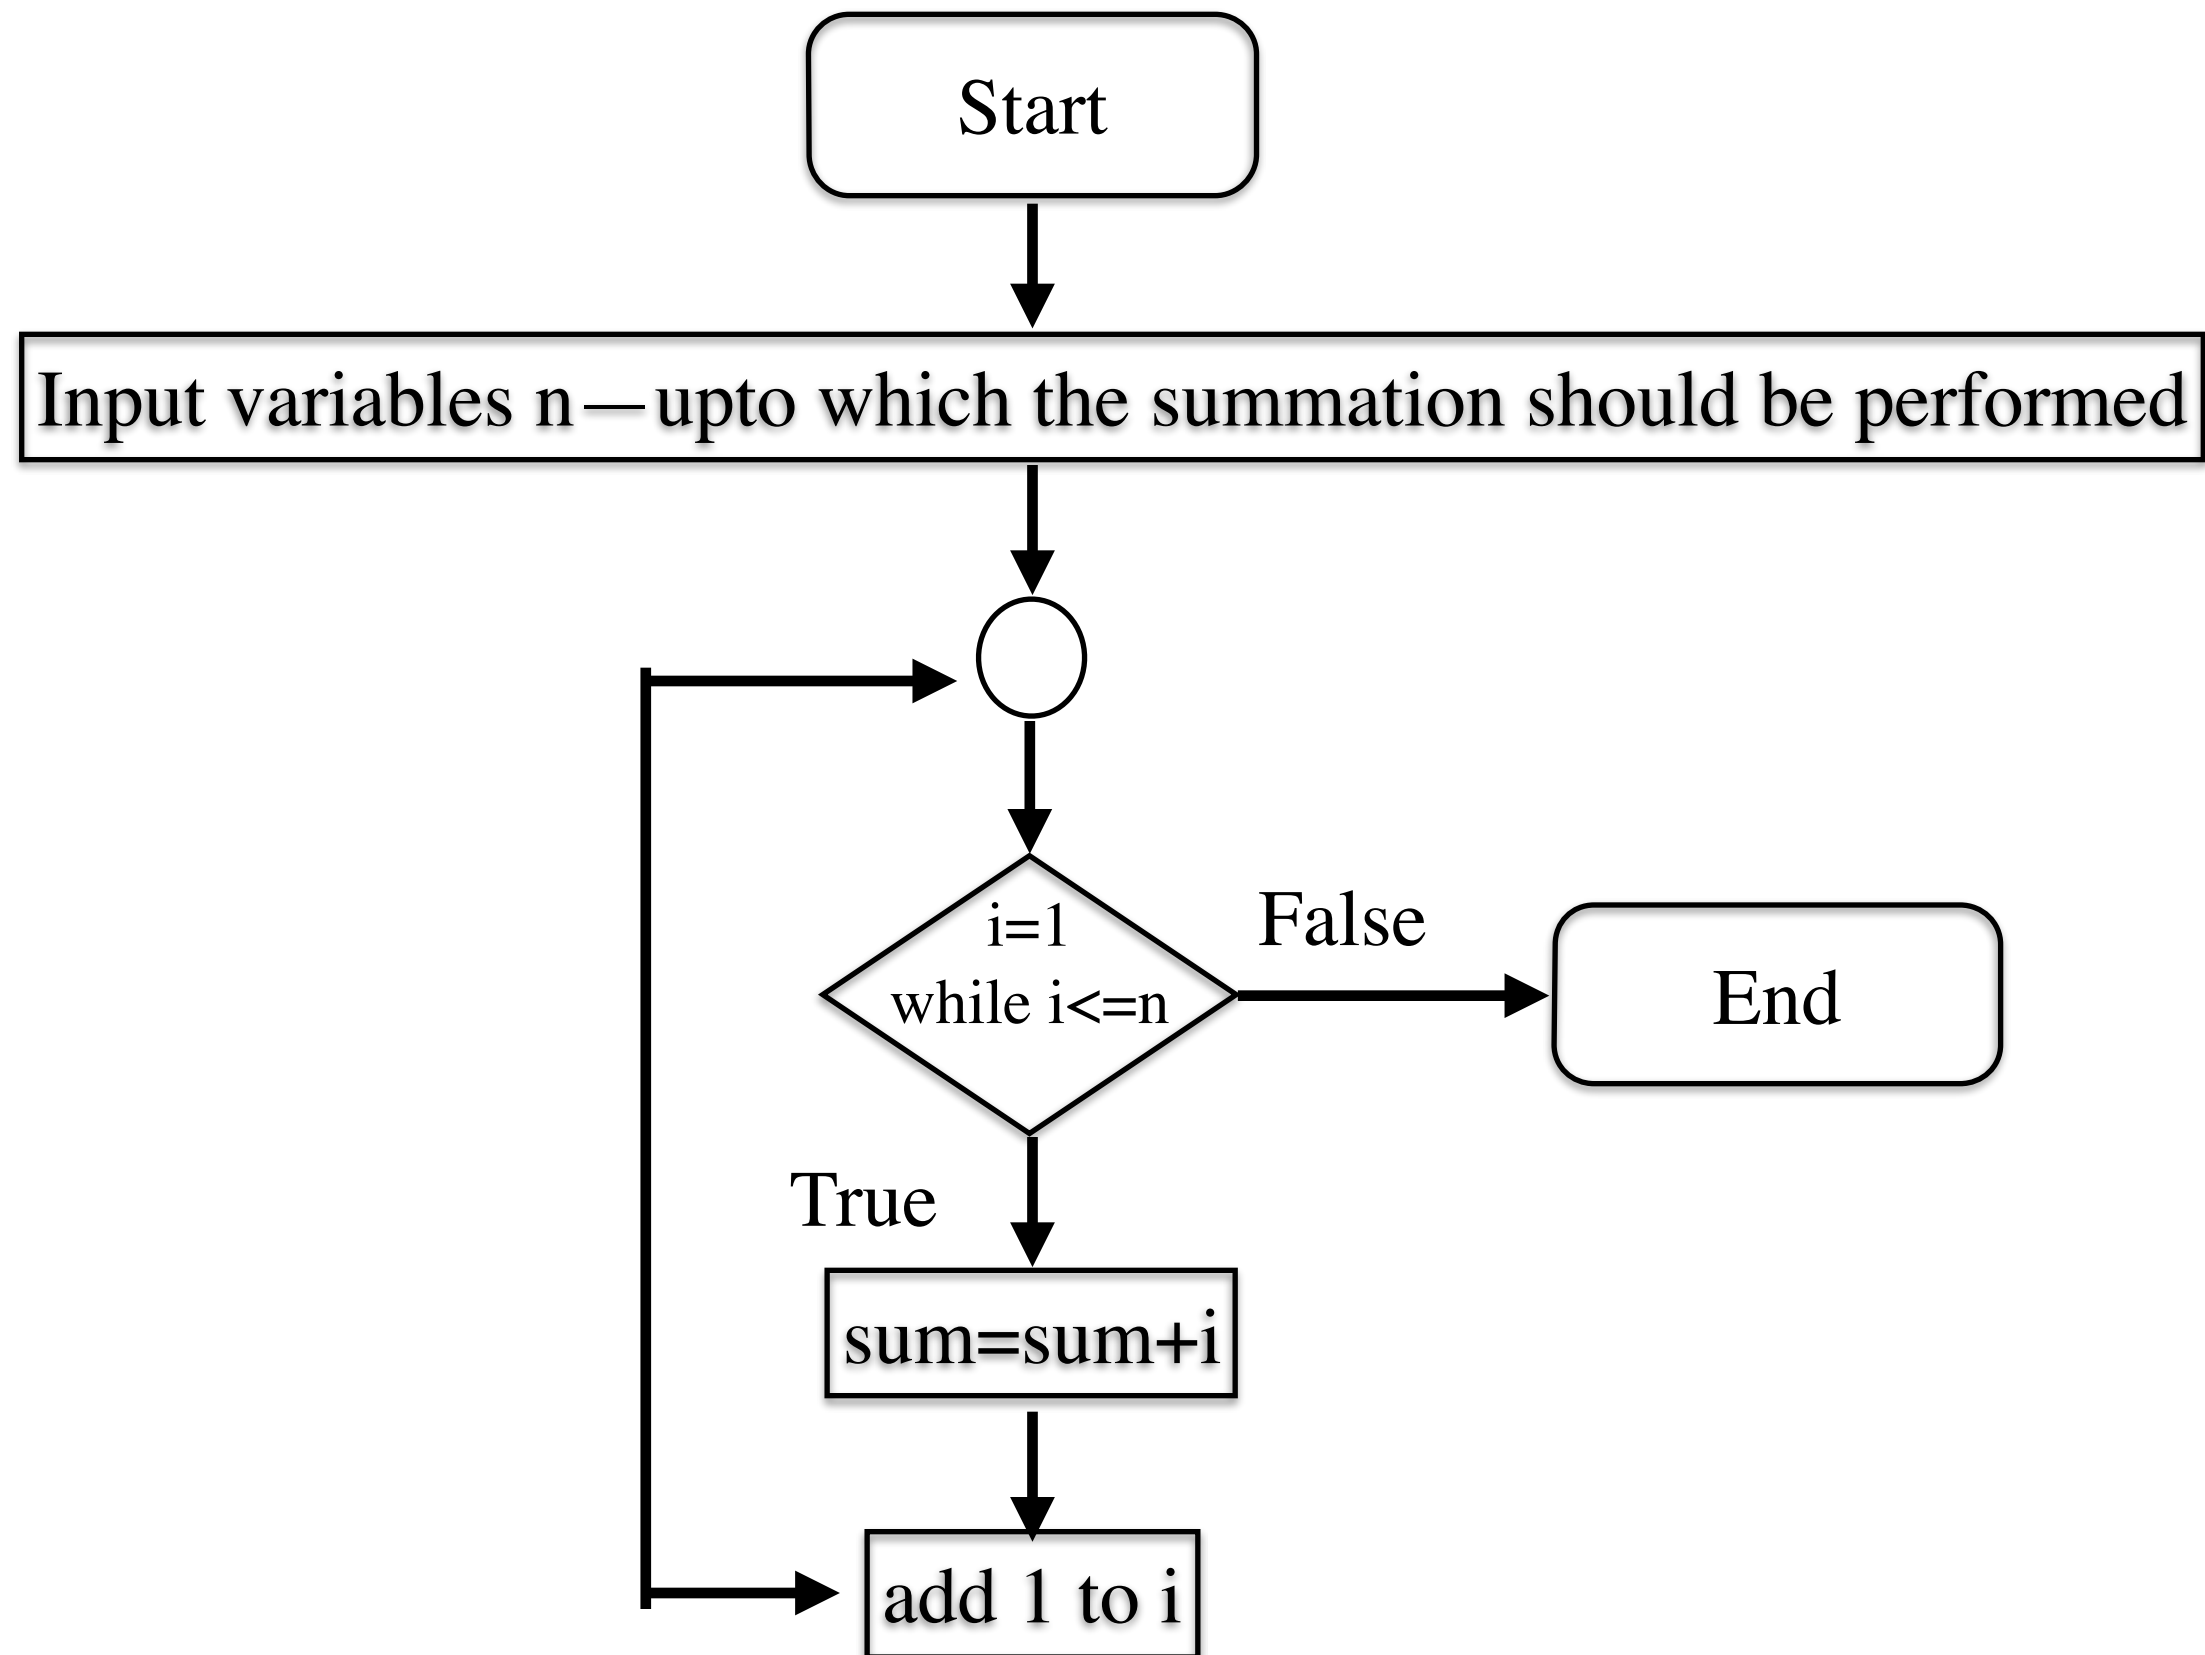 Start
Input variables n—upto which the summation should be performed
i=1
while i<=n
False
End
True
sum=sum+i
add 1 to i